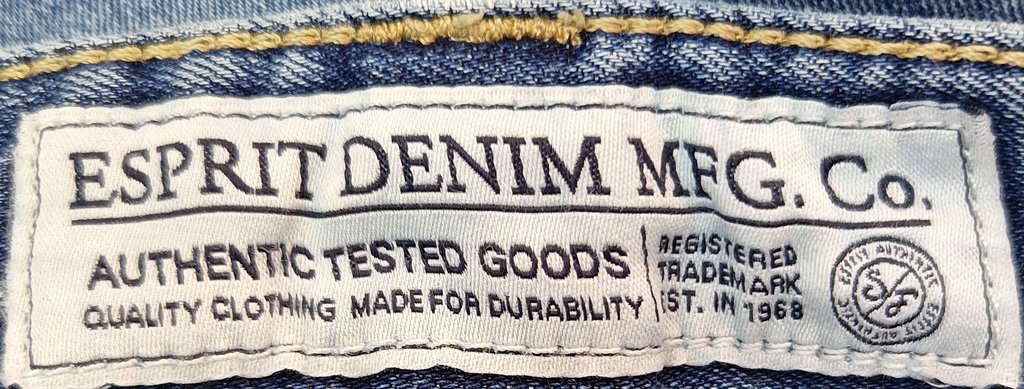 ESPRIT DENIM MFG. Co.
AUTHENTIC TESTED GOODS
QUALITY CLOTHING MADE FOR DURABILITY
REGISTERED
TRADEMARK
EST. IN 1968
S/F